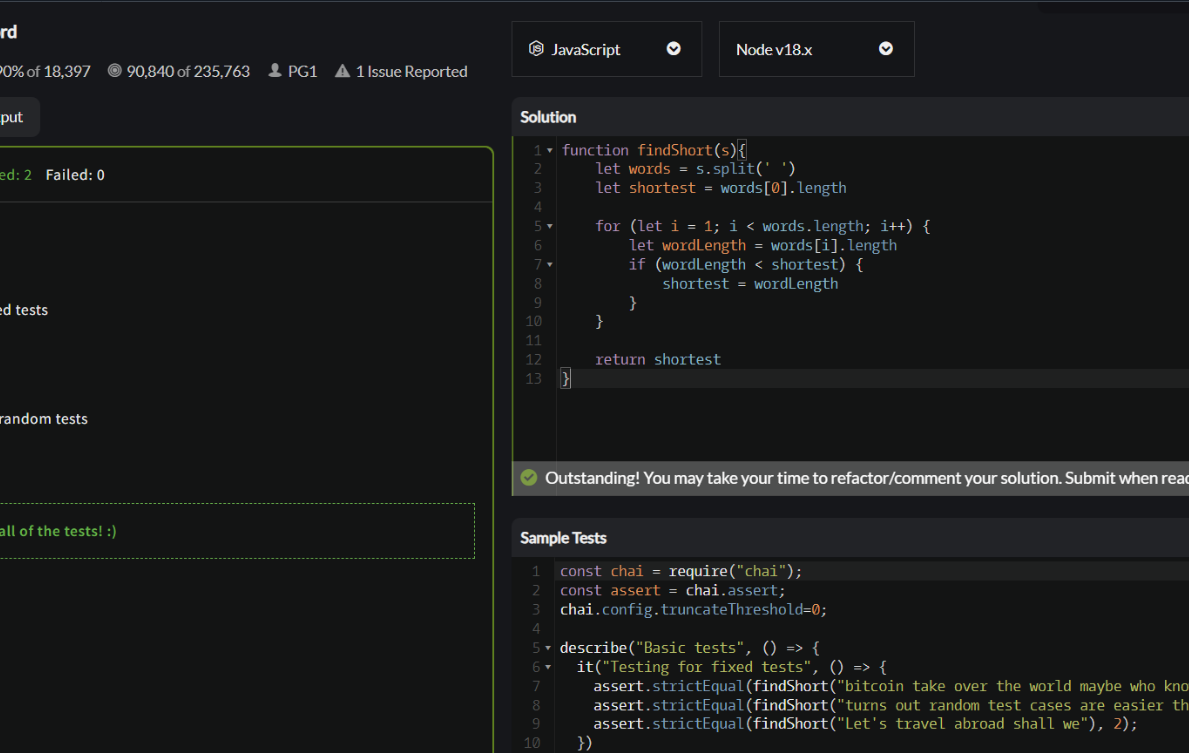 rd
90% of 18,397 90,840 of 235,763 PG1 1 Issue Reported
put
ed: 2 Failed: 0
ed tests
random tests
all of the tests! :)
JavaScript Node v18.x
Solution
1 function findShort(s){
2 let words = s.split(' ')
3 let shortest = words[0].length
4
5 for (let i = 1; i < words.length; i++) {
6 let wordLength = words[i].length
7 if (wordLength < shortest) {
8 shortest = wordLength
9 }
10 }
11
12 return shortest
13 }
Outstanding! You may take your time to refactor/comment your solution. Submit when read
Sample Tests
1 const chai = require("chai");
2 const assert = chai.assert;
3 chai.config.truncateThreshold=0;
4
5 describe("Basic tests", () => {
6 it("Testing for fixed tests", () => {
7 assert.strictEqual(findShort("bitcoin take over the world maybe who kno
8 assert.strictEqual(findShort("turns out random test cases are easier th
9 assert.strictEqual(findShort("Let's travel abroad shall we"), 2);
10 })